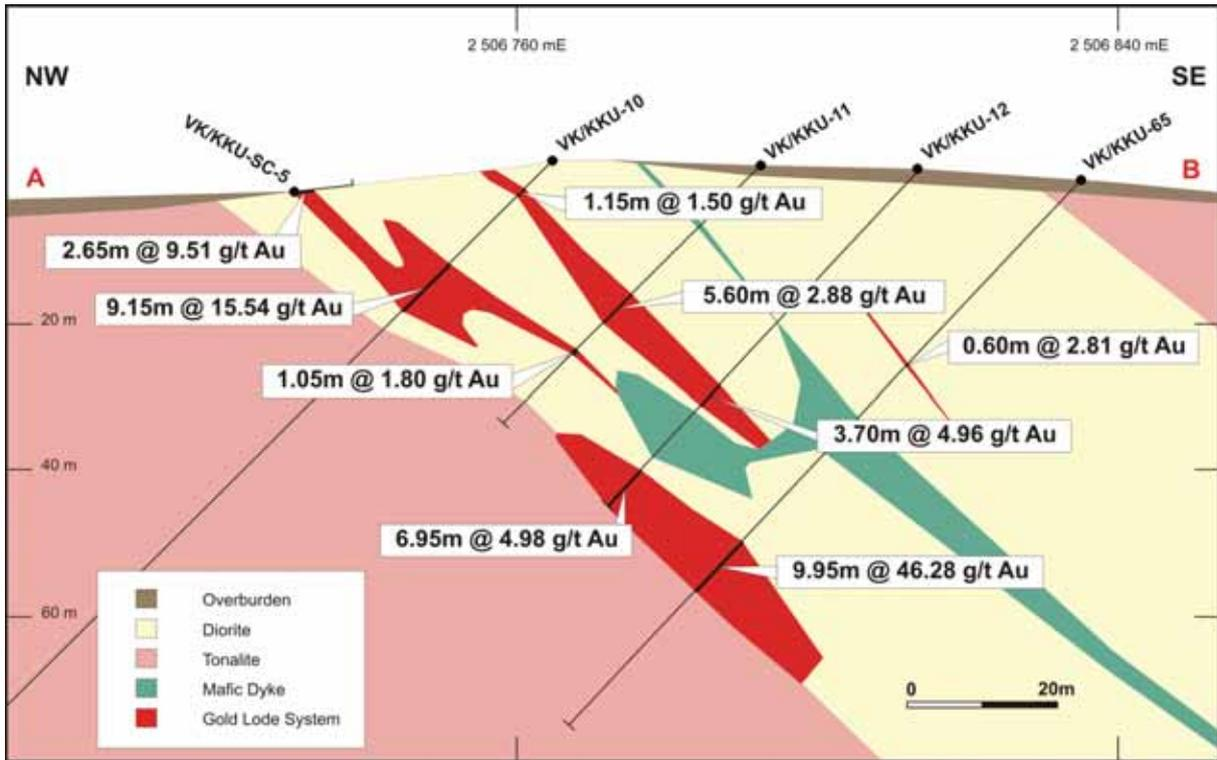 2 506 760 mE
2 506 840 mE
NW
SE
VK/KKU-SC-5
VK/KKU-10
VK/KKU-11
VK/KKU-12
VK/KKU-65
A
B
1.15m @ 1.50 g/t Au
2.65m @ 9.51 g/t Au
9.15m @ 15.54 g/t Au
5.60m @ 2.88 g/t Au
20 m
0.60m @ 2.81 g/t Au
1.05m @ 1.80 g/t Au
3.70m @ 4.96 g/t Au
40 m
6.95m @ 4.98 g/t Au
9.95m @ 46.28 g/t Au
60 m
Overburden
Diorite
Tonalite
Mafic Dyke
Gold Lode System
0 20m